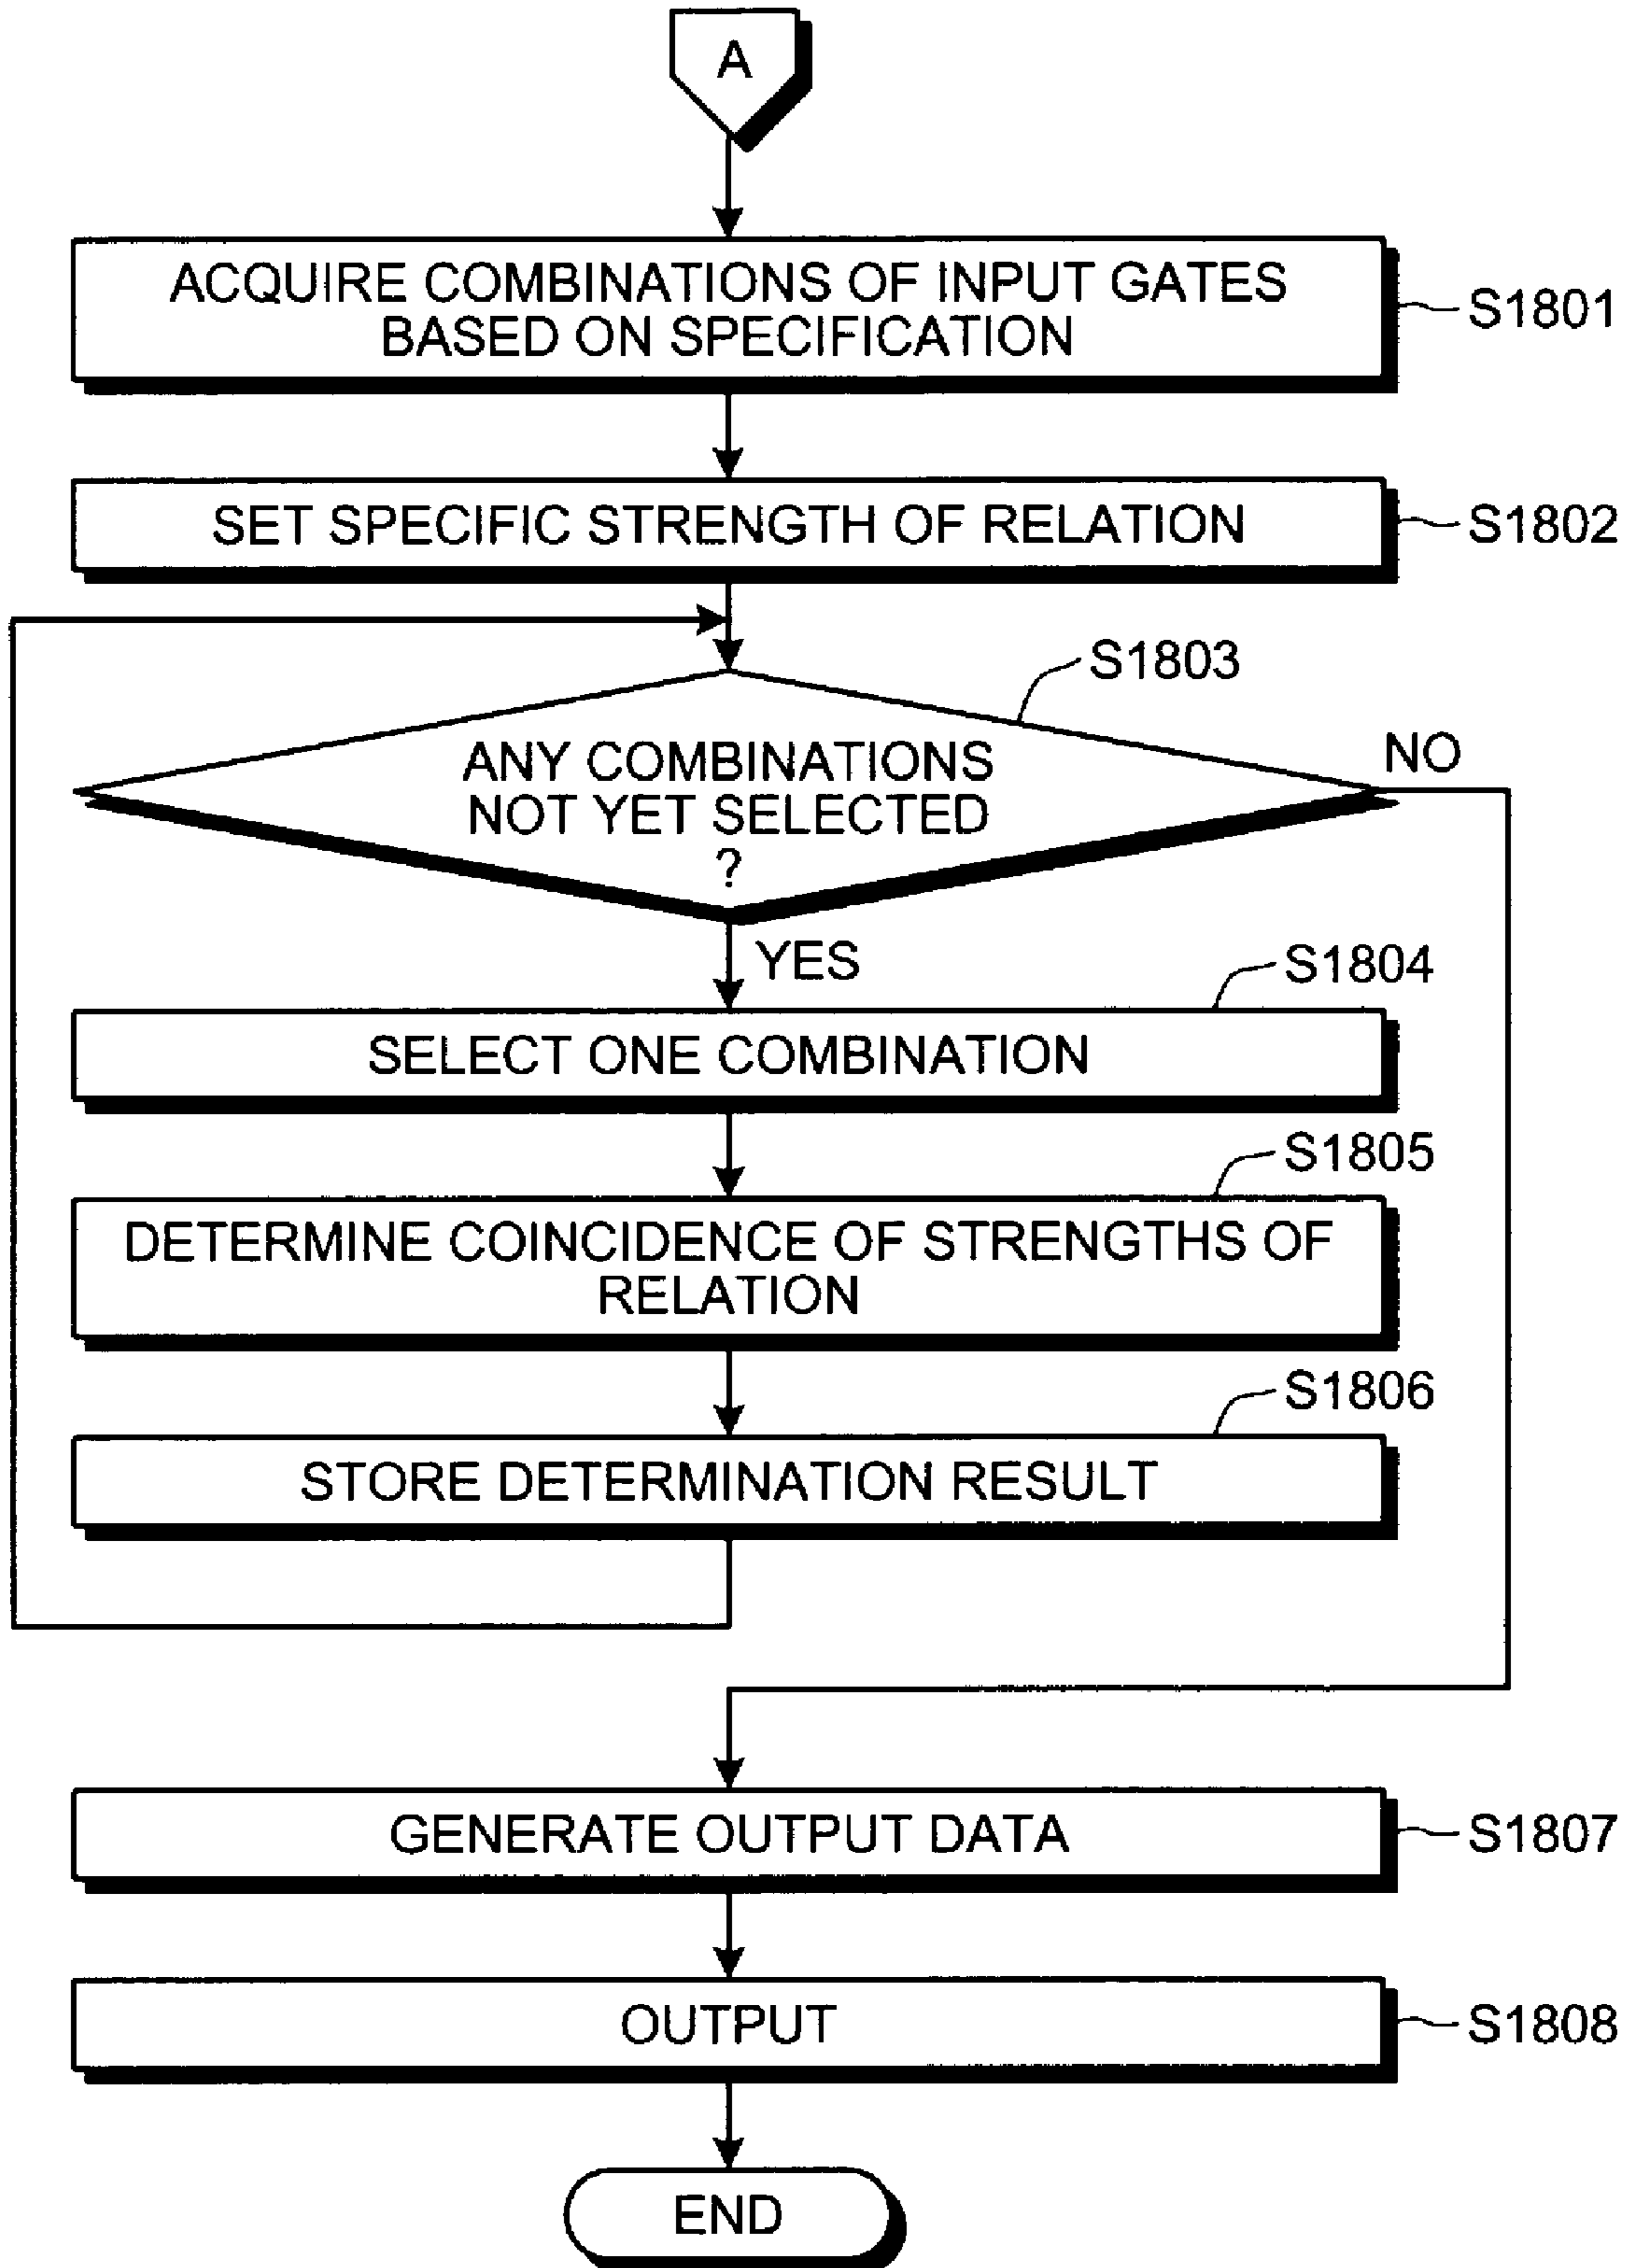 A
ACQUIRE COMBINATIONS OF INPUT GATES
BASED ON SPECIFICATION
S1801
SET SPECIFIC STRENGTH OF RELATION
S1802
S1803
ANY COMBINATIONS
NOT YET SELECTED
?
NO
YES
S1804
SELECT ONE COMBINATION
S1805
DETERMINE COINCIDENCE OF STRENGTHS OF
RELATION
S1806
STORE DETERMINATION RESULT
GENERATE OUTPUT DATA
S1807
OUTPUT
S1808
END